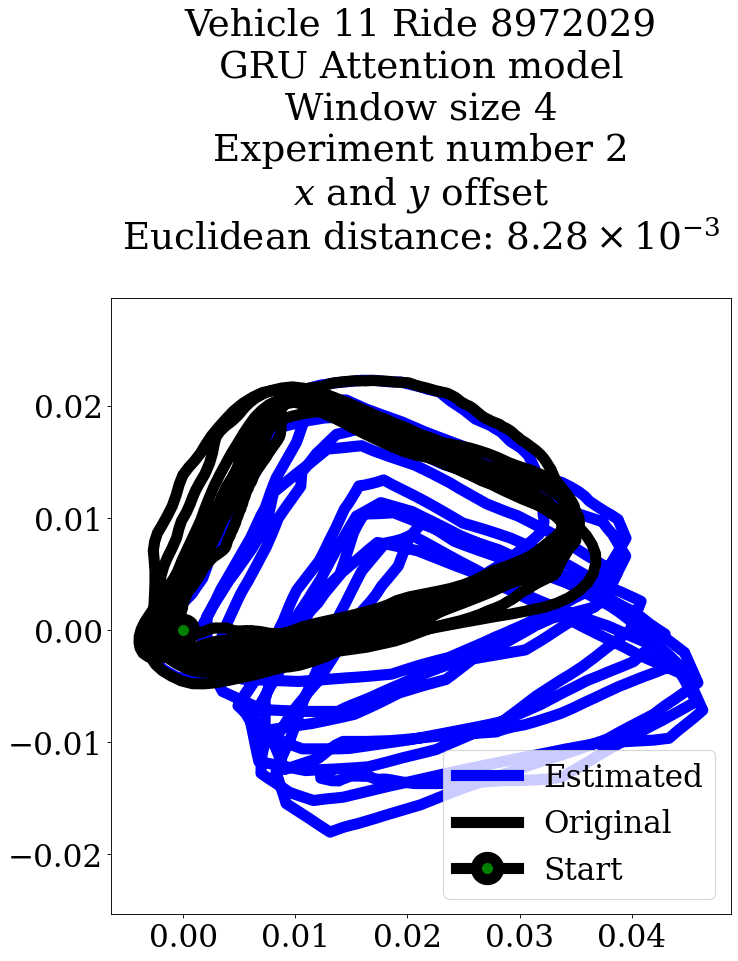 Vehicle 11 Ride 8972029
GRU Attention model
Window size 4
Experiment number 2
x and y offset
Euclidean distance: 8.28 × 10⁻³
0.02
0.01
0.00
−0.01
−0.02
Estimated
Original
Start
0.00 0.01 0.02 0.03 0.04